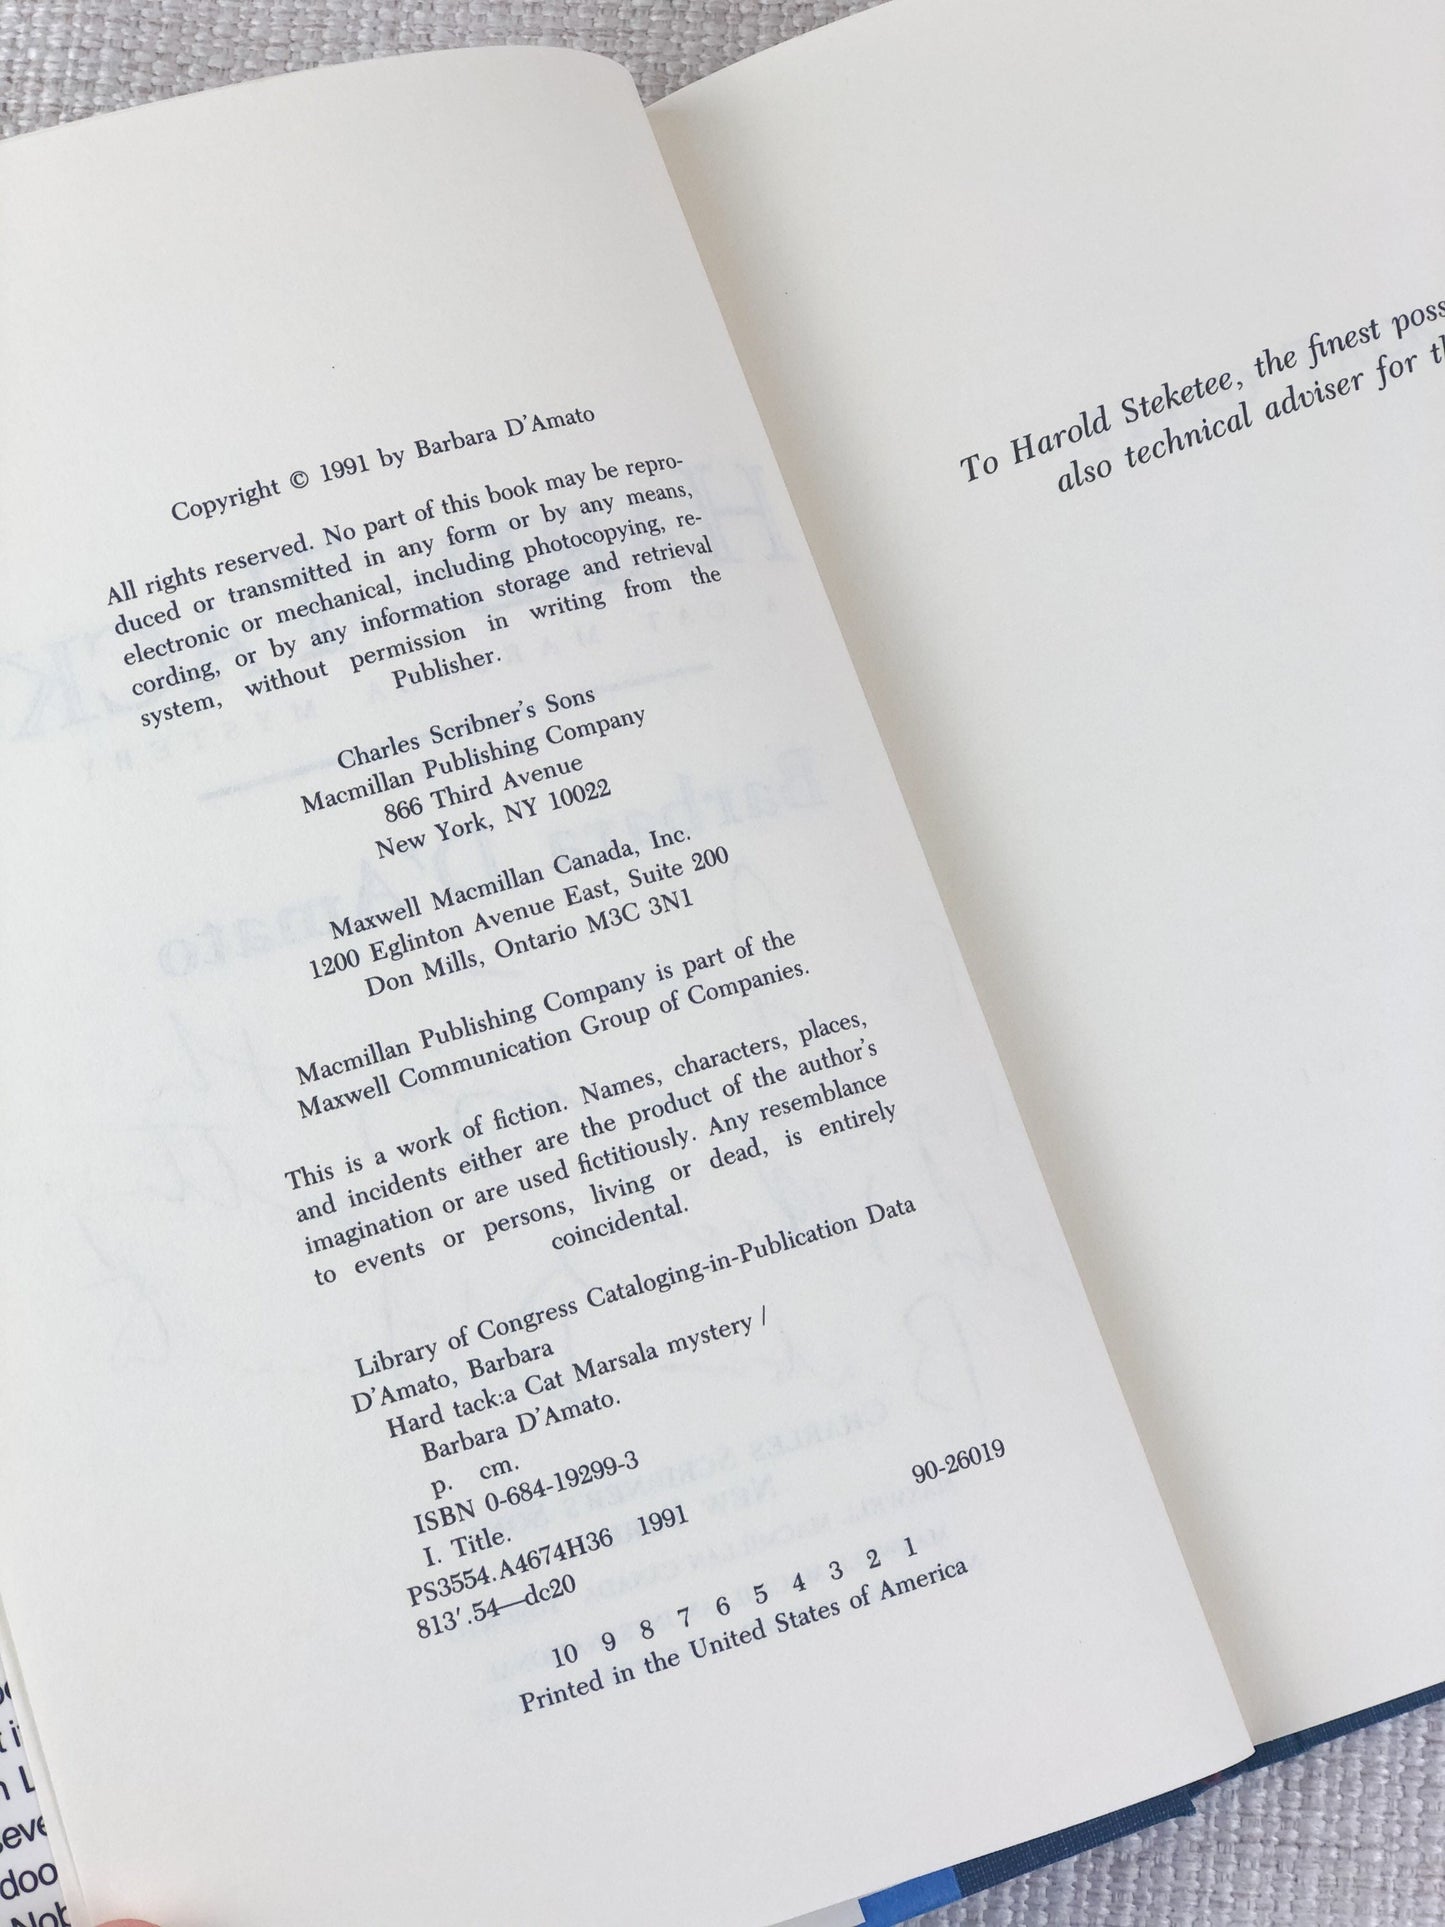 Copyright © 1991 by Barbara D'Amato
All rights reserved. No part of this book may be repro-
duced or transmitted in any form or by any means,
electronic or mechanical, including photocopying, re-
cording, or by any information storage and retrieval
system, without permission in writing from the
Publisher.
Charles Scribner's Sons
Macmillan Publishing Company
866 Third Avenue
New York, NY 10022
Maxwell Macmillan Canada, Inc.
1200 Eglinton Avenue East, Suite 200
Don Mills, Ontario M3C 3N1
Macmillan Publishing Company is part of the
Maxwell Communication Group of Companies.
This is a work of fiction. Names, characters, places,
and incidents either are the product of the author's
imagination or are used fictitiously. Any resemblance
to events or persons, living or dead, is entirely
coincidental.
Library of Congress Cataloging-in-Publication Data
D'Amato, Barbara
Hard tack:a Cat Marsala mystery /
Barbara D'Amato.
p. cm.
ISBN 0-684-19299-3
I. Title.
PS3554.A4674H36 1991 90-26019
813'.54—dc20
10 9 8 7 6 5 4 3 2 1
Printed in the United States of America
To Harold Steketee, the finest
also technical adviser for